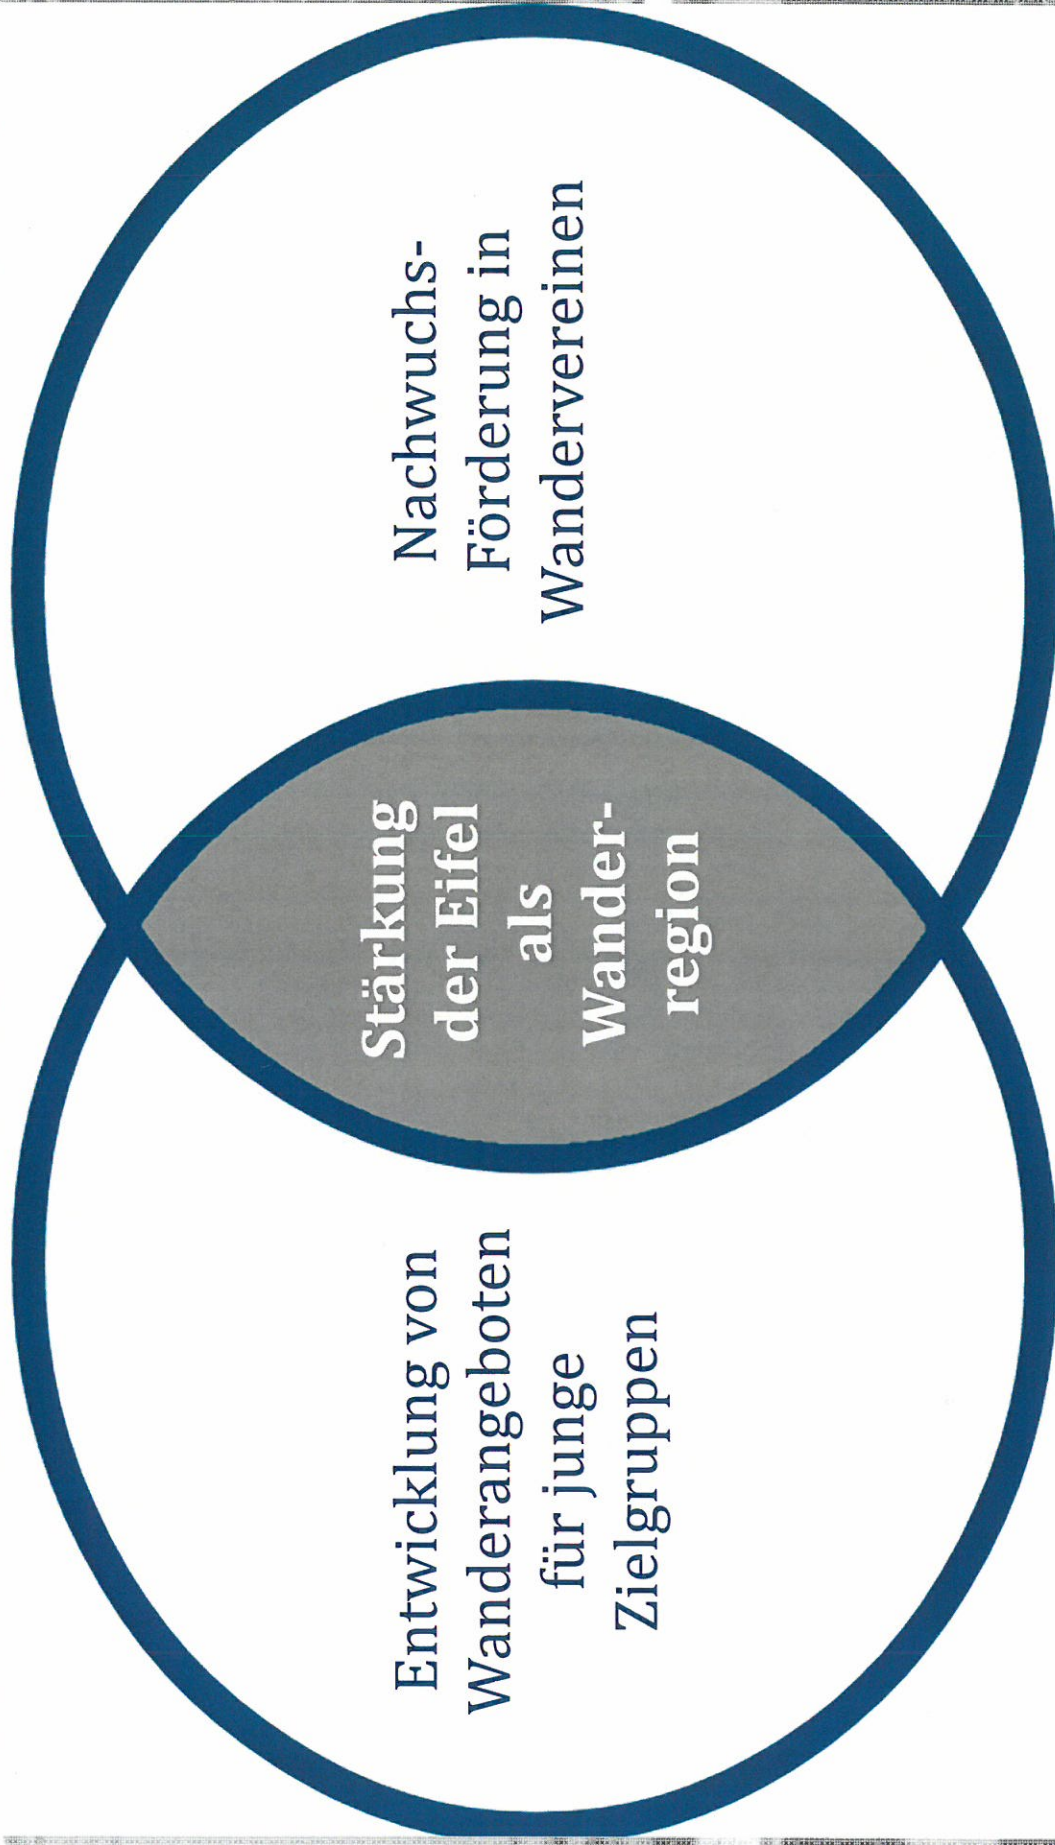 Entwicklung von
Wanderangeboten
für junge
Zielgruppen
Stärkung
der Eifel
als
Wander-
region
Nachwuchs-
Förderung in
Wandervereinen